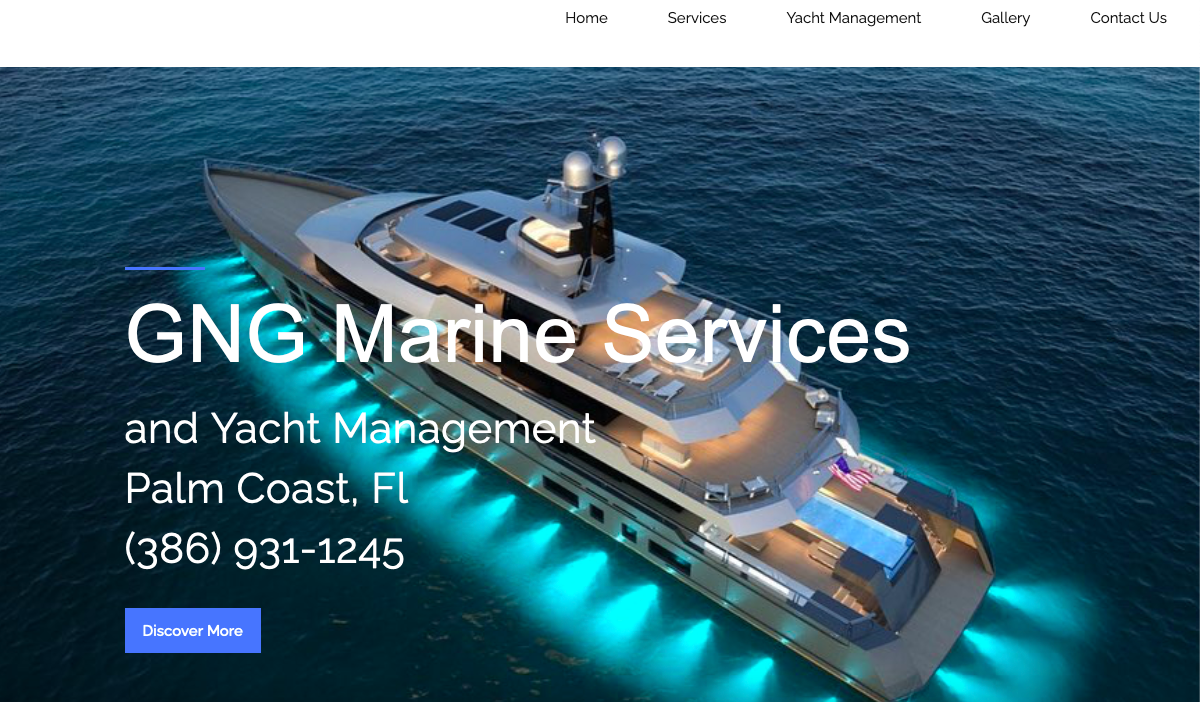 Home
Services
Yacht Management
Gallery
Contact Us
GNG Marine Services
and Yacht Management
Palm Coast, Fl
(386) 931-1245
Discover More